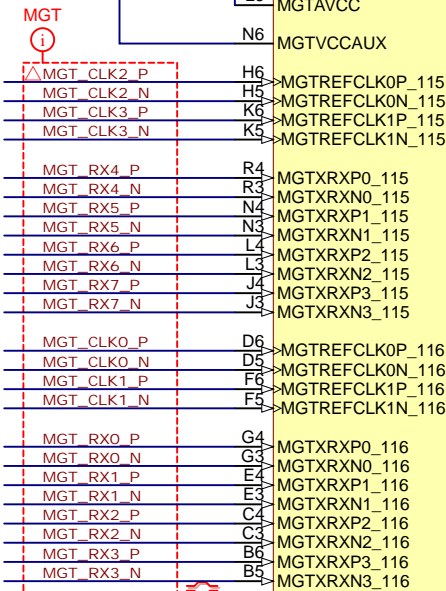 MGTAVCC
MGT
i
N6 MGTVCCAUX
MGT_CLK2_P H6 MGTREFCLK0P_115
MGT_CLK2_N H5 MGTREFCLK0N_115
MGT_CLK3_P K6 MGTREFCLK1P_115
MGT_CLK3_N K5 MGTREFCLK1N_115
MGT_RX4_P R4 MGTXRXP0_115
MGT_RX4_N R3 MGTXRXN0_115
MGT_RX5_P N4 MGTXRXP1_115
MGT_RX5_N N3 MGTXRXN1_115
MGT_RX6_P L4 MGTXRXP2_115
MGT_RX6_N L3 MGTXRXN2_115
MGT_RX7_P J4 MGTXRXP3_115
MGT_RX7_N J3 MGTXRXN3_115
MGT_CLK0_P D6 MGTREFCLK0P_116
MGT_CLK0_N D5 MGTREFCLK0N_116
MGT_CLK1_P F6 MGTREFCLK1P_116
MGT_CLK1_N F5 MGTREFCLK1N_116
MGT_RX0_P G4 MGTXRXP0_116
MGT_RX0_N G3 MGTXRXN0_116
MGT_RX1_P E4 MGTXRXP1_116
MGT_RX1_N E3 MGTXRXN1_116
MGT_RX2_P C4 MGTXRXP2_116
MGT_RX2_N C3 MGTXRXN2_116
MGT_RX3_P B6 MGTXRXP3_116
MGT_RX3_N B5 MGTXRXN3_116